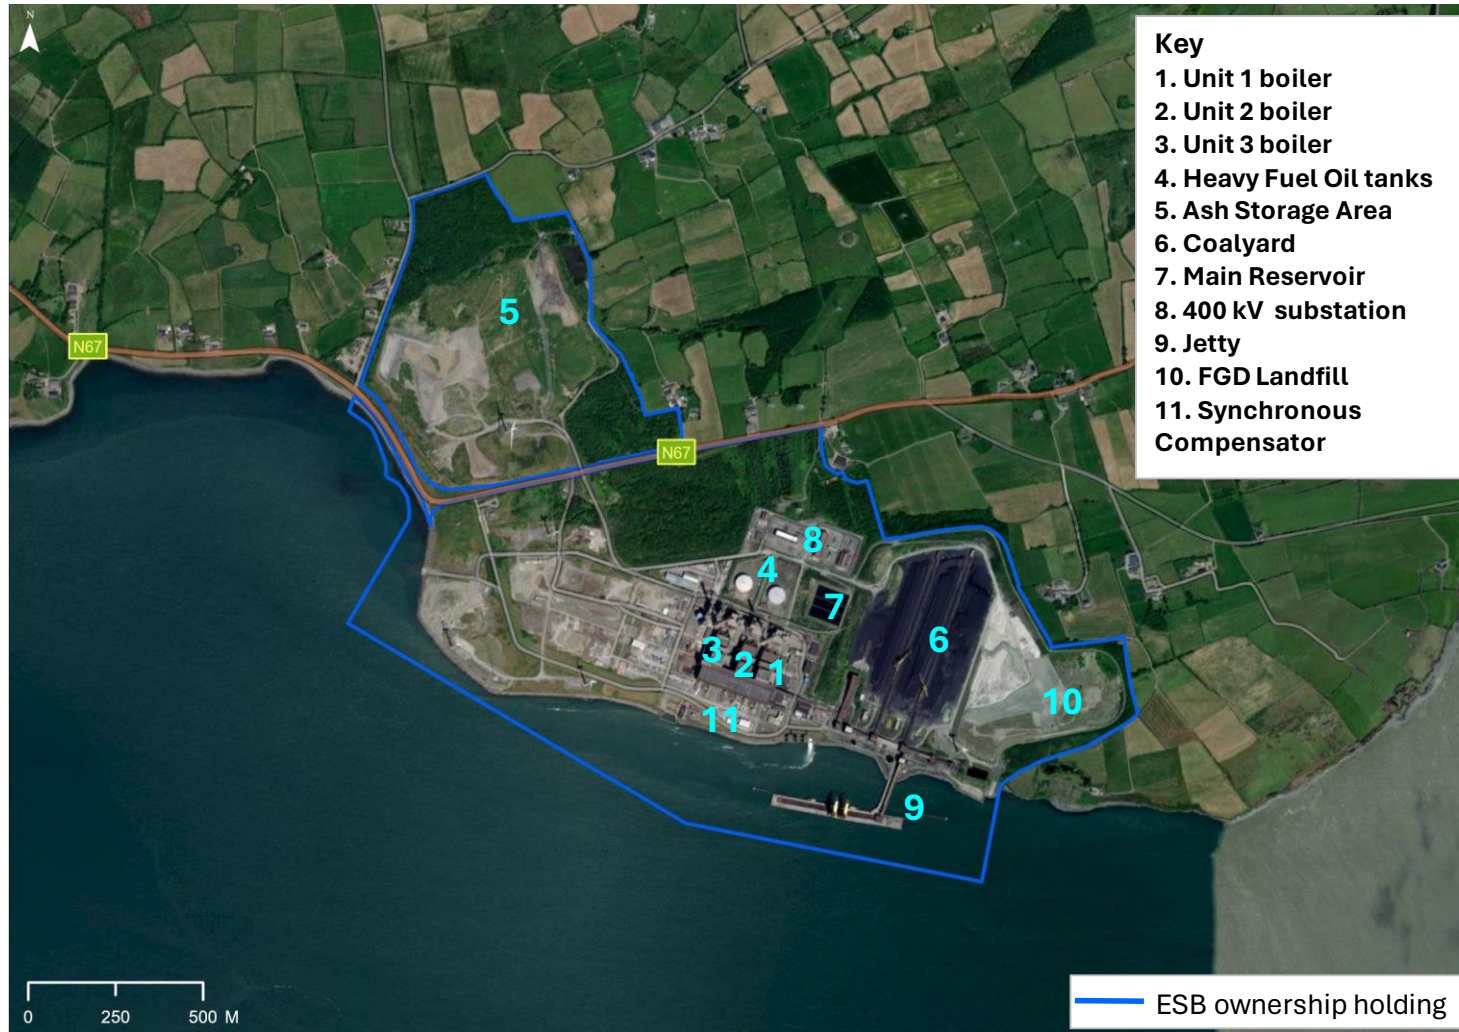 N
Key
1. Unit 1 boiler
2. Unit 2 boiler
3. Unit 3 boiler
4. Heavy Fuel Oil tanks
5. Ash Storage Area
6. Coalyard
7. Main Reservoir
8. 400 kV  substation
9. Jetty
10. FGD Landfill
11. Synchronous
Compensator
5
N67
N67
8
4
7
6
3
2
1
10
11
9
0 250 500 M
ESB ownership holding